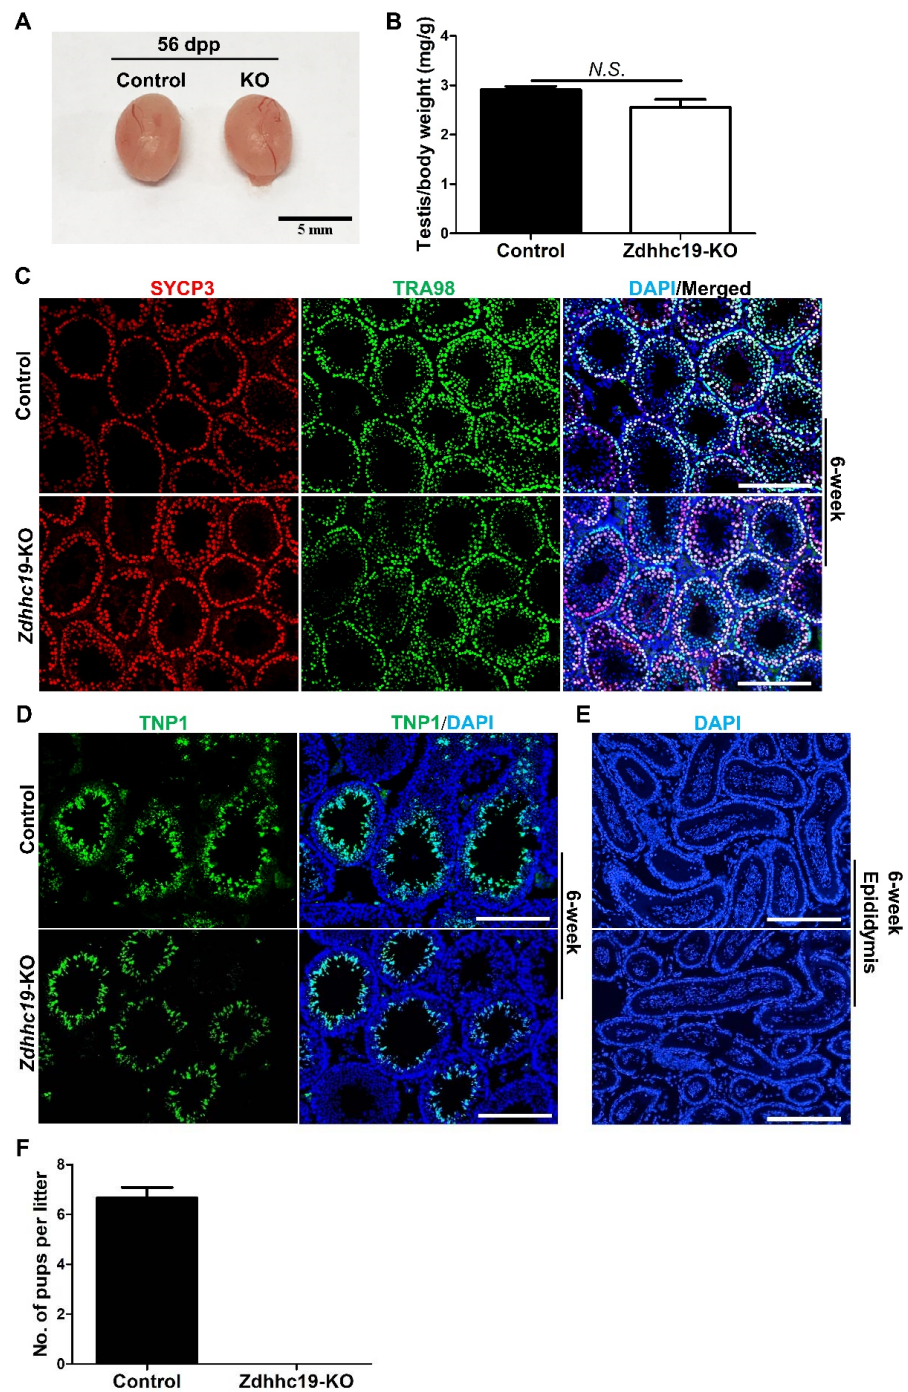 A
56 dpp
Control KO
5 mm
B
Testis/body weight (mg/g)
4
3
2
1
0
N.S.
Control Zdhhc19-KO
C
SYCP3 TRA98 DAPI/Merged
Control
Zdhhc19-KO
6-week
D
TNP1 TNP1/DAPI
Control
Zdhhc19-KO
6-week
E
DAPI
6-week
Epididymis
F
No. of pups per litter
8
6
4
2
0
Control Zdhhc19-KO